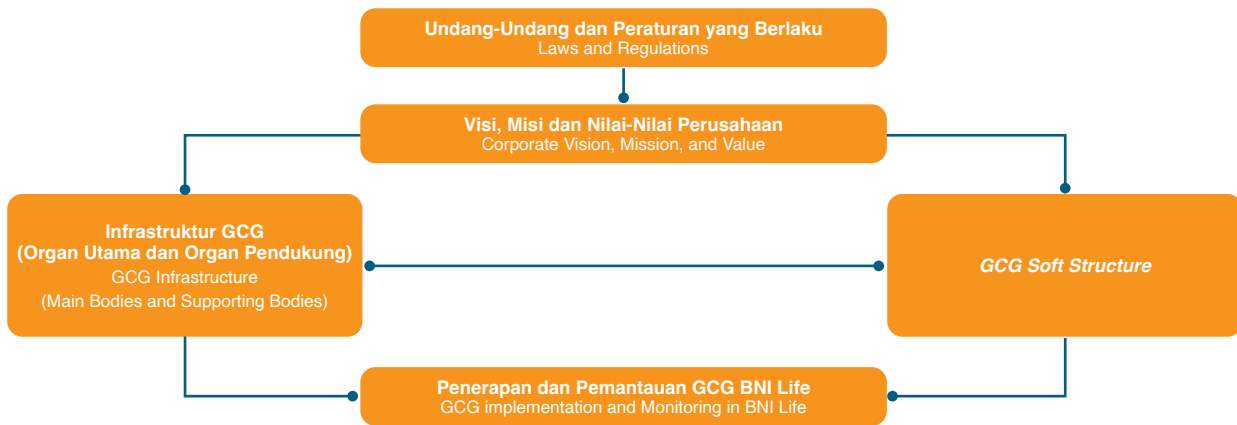 Undang-Undang dan Peraturan yang Berlaku
Laws and Regulations
Visi, Misi dan Nilai-Nilai Perusahaan
Corporate Vision, Mission, and Value
Infrastruktur GCG
(Organ Utama dan Organ Pendukung)
GCG Infrastructure
(Main Bodies and Supporting Bodies)
GCG Soft Structure
Penerapan dan Pemantauan GCG BNI Life
GCG implementation and Monitoring in BNI Life